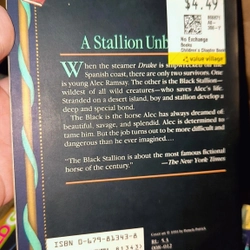 $4.49
No Exchange
Books
Children's Chapter Book
value village
A Stallion Unb
When the steamer Drake is shipwrecked off the
Spanish coast, there are only two survivors. One
is young Alec Ramsay. The other is the Black Stallion—
wildest of all wild creatures—who saves Alec's life.
Stranded on a desert island, boy and stallion develop a
deep and special bond.
The Black is the horse Alec has always dreamed of
beautiful, savage, and splendid. Alec is determined to
tame him. But the job turns out to be more difficult and
dangerous than he ever imagined....
"The Black Stallion is about the most famous fictional
horse of the century."
—The New York Times
ISBN 0-679-81343-8
RL: 5.3